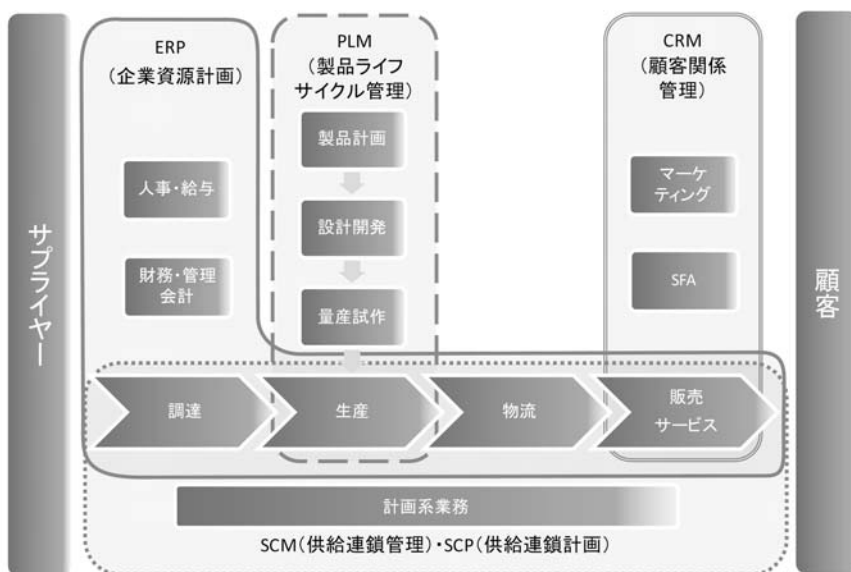 サプライヤー
ERP
（企業資源計画）
人事・給与
財務・管理
会計
PLM
（製品ライフ
サイクル管理）
製品計画
設計開発
量産試作
CRM
（顧客関係
管理）
マーケ
ティング
SFA
顧客
調達
生産
物流
販売
サービス
計画系業務
SCM（供給連鎖管理）・SCP（供給連鎖計画）